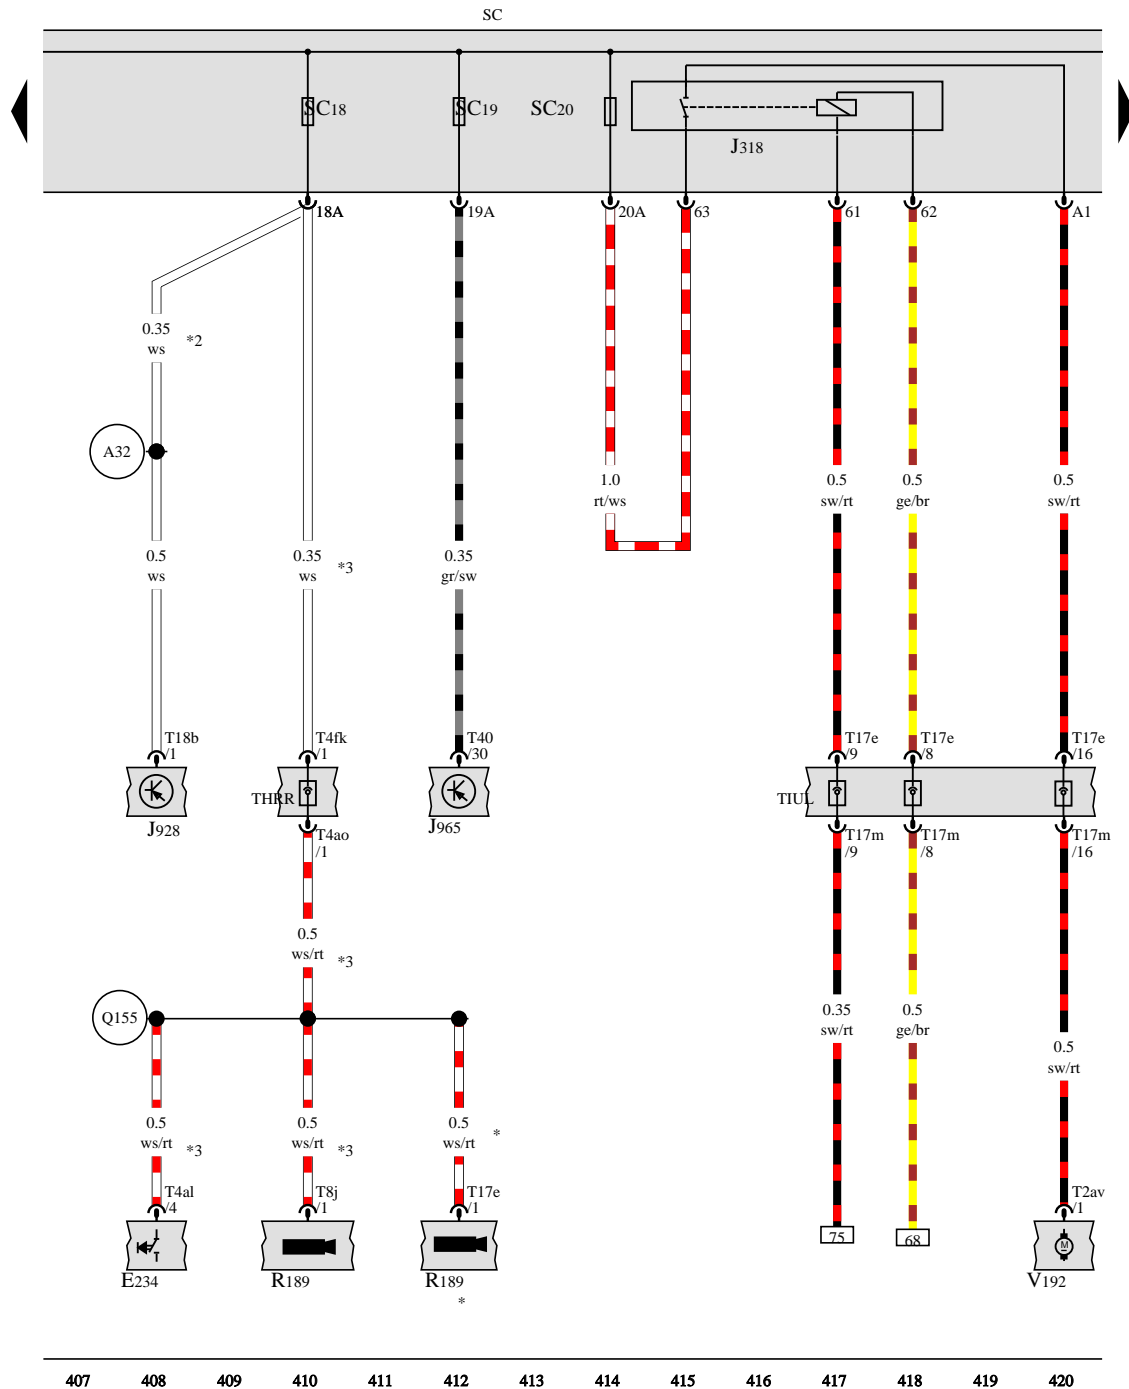 SC
SC18
SC19
SC20
J318
18A
19A
20A
63
61
62
A1
0.35
ws
*2
A32
1.0
rt/ws
0.5
sw/rt
0.5
ge/br
0.5
sw/rt
0.5
ws
0.35
ws
*3
0.35
gr/sw
T18b
/1
T4fk
/1
T40
/30
T17e
/9
T17e
/8
T17e
/16
THRR
TIUL
J928
J965
T4ao
/1
T17m
/9
T17m
/8
T17m
/16
0.5
ws/rt
*3
Q155
0.35
sw/rt
0.5
ge/br
0.5
sw/rt
0.5
ws/rt
*3
0.5
ws/rt
*3
0.5
ws/rt
*
T4al
/4
T8j
/1
T17e
/1
T2av
/1
75
68
M
E234
R189
R189
*
V192
407 408 409 410 411 412 413 414 415 416 417 418 419 420